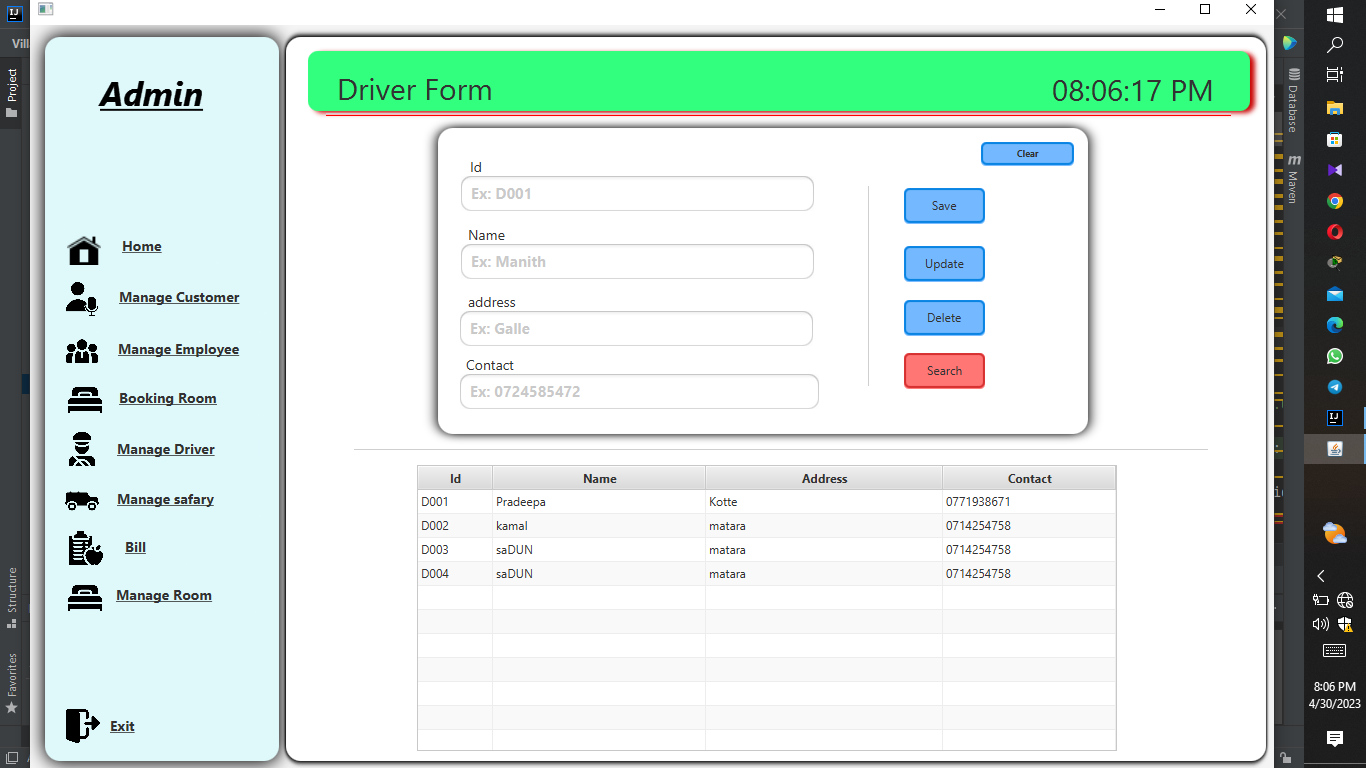 Vill
Project
Structure
Favorites
Admin
Home
Manage Customer
Manage Employee
Booking Room
Manage Driver
Manage safary
Bill
Manage Room
Exit
Driver Form 08:06:17 PM
Clear
Id
Ex: D001
Name
Ex: Manith
address
Ex: Galle
Contact
Ex: 0724585472
Save
Update
Delete
Search
Id Name Address Contact
D001 Pradeepa Kotte 0771938671
D002 kamal matara 0714254758
D003 saDUN matara 0714254758
D004 saDUN matara 0714254758
Database
m Maven
IJ
IJ
8:06 PM
4/30/2023